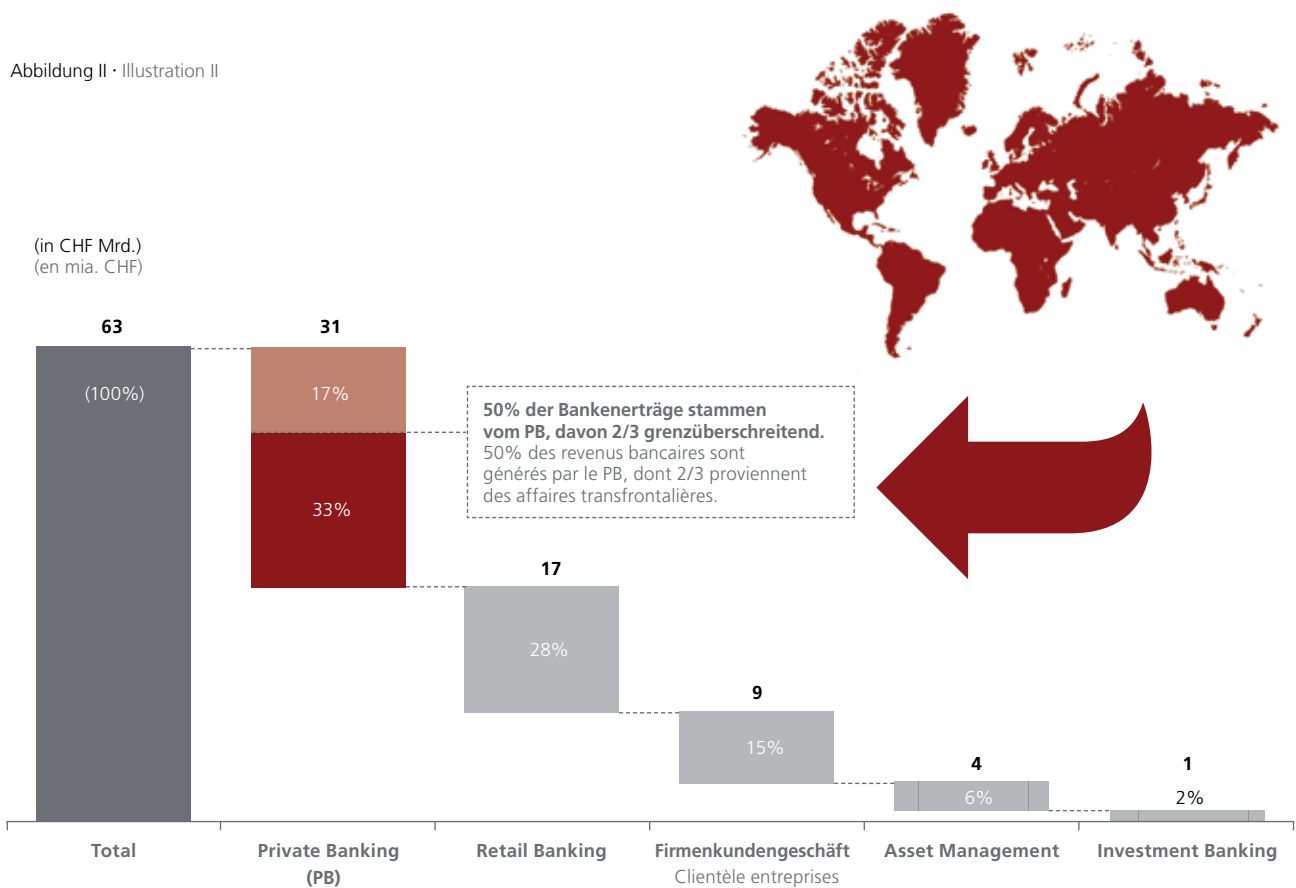 Abbildung II · Illustration II
(in CHF Mrd.)
(en mia. CHF)
63
31
(100%)
17%
50% der Bankenerträge stammen
vom PB, davon 2/3 grenzüberschreitend.
50% des revenus bancaires sont
générés par le PB, dont 2/3 proviennent
des affaires transfrontalières.
33%
17
28%
9
15%
4
6%
1
2%
Total
Private Banking
(PB)
Retail Banking
Firmenkundengeschäft
Clientèle entreprises
Asset Management
Investment Banking